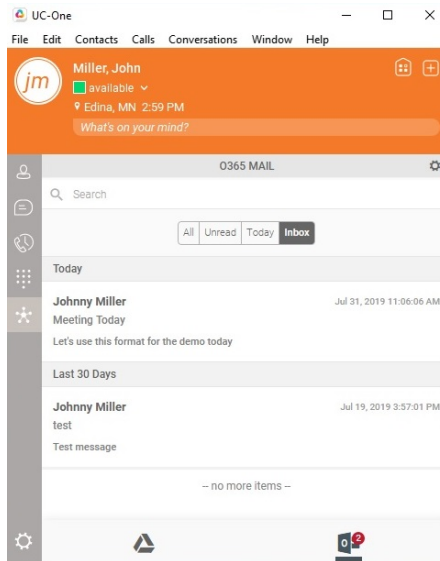 UC-One
File Edit Contacts Calls Conversations Window Help
jm
Miller, John
available
Edina, MN 2:59 PM
What's on your mind?
O365 MAIL
Search
All Unread Today Inbox
Today
Johnny Miller Jul 31, 2019 11:06:06 AM
Meeting Today
Let's use this format for the demo today
Last 30 Days
Johnny Miller Jul 19, 2019 3:57:01 PM
test
Test message
-- no more items --
o 2